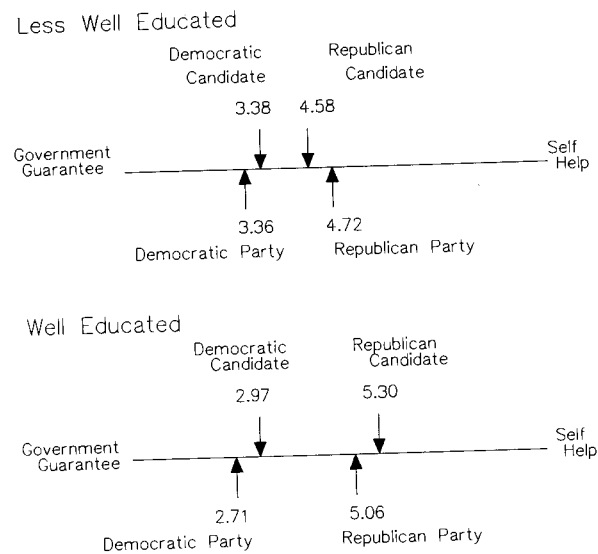 Less Well Educated
Democratic
Candidate
Republican
Candidate
3.38
4.58
Government
Guarantee
Self
Help
3.36
4.72
Democratic Party
Republican Party
Well Educated
Democratic
Candidate
Republican
Candidate
2.97
5.30
Government
Guarantee
Self
Help
2.71
5.06
Democratic Party
Republican Party